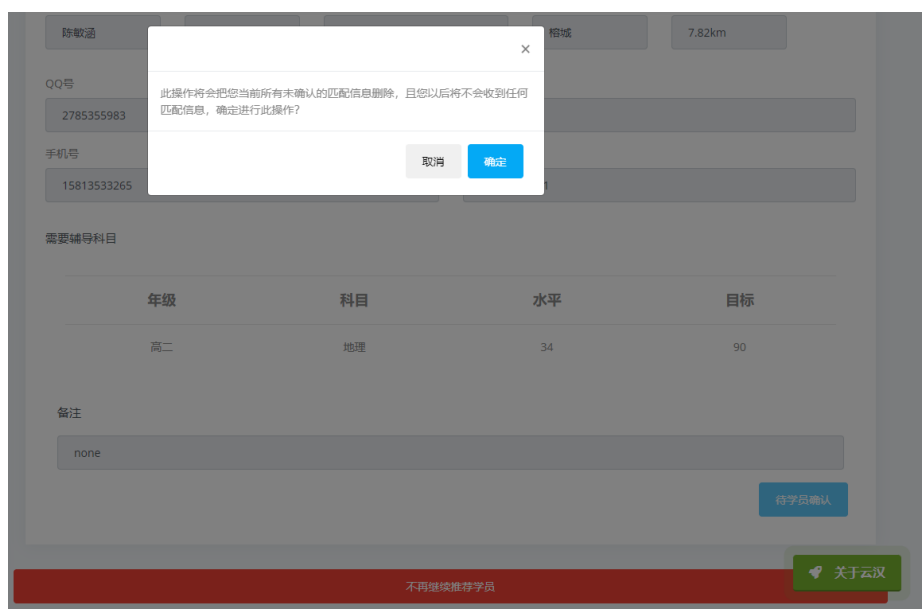 陈敏涵 榕城 7.82km
×
此操作将会把您当前所有未确认的匹配信息删除，且您以后将不会收到任何
匹配信息，确定进行此操作？
取消 确定
QQ号
2785355983
手机号
15813533265 1
需要辅导科目
年级 科目 水平 目标
高二 地理 34 90
备注
none
待学员确认
关于云汉
不再继续推荐学员